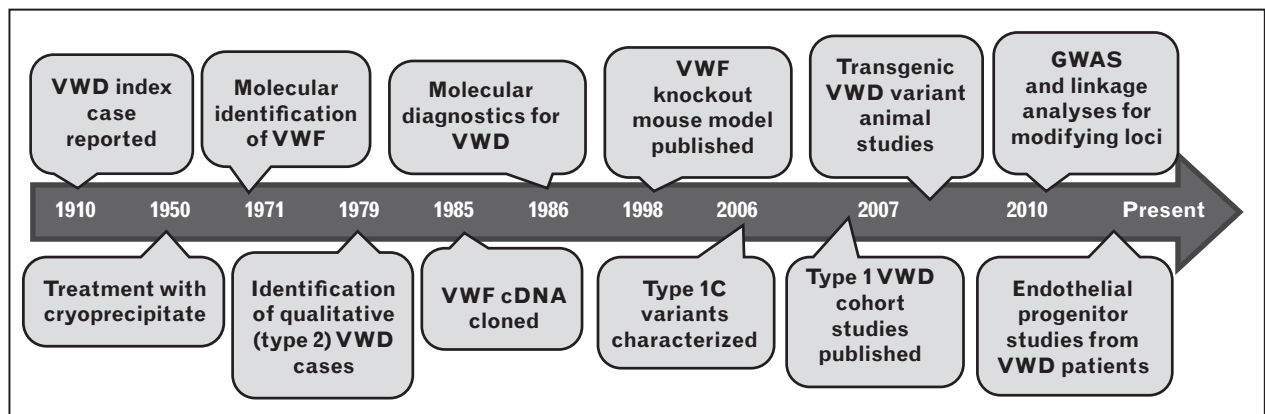 VWD index
case
reported
Molecular
identification
of VWF
Molecular
diagnostics for
VWD
VWF
knockout
mouse model
published
Transgenic
VWD variant
animal
studies
GWAS
and linkage
analyses for
modifying loci
1910 1950 1971 1979 1985 1986 1998 2006 2007 2010 Present
Treatment with
cryoprecipitate
Identification
of qualitative
(type 2) VWD
cases
VWF cDNA
cloned
Type 1C
variants
characterized
Type 1 VWD
cohort
studies
published
Endothelial
progenitor
studies from
VWD patients